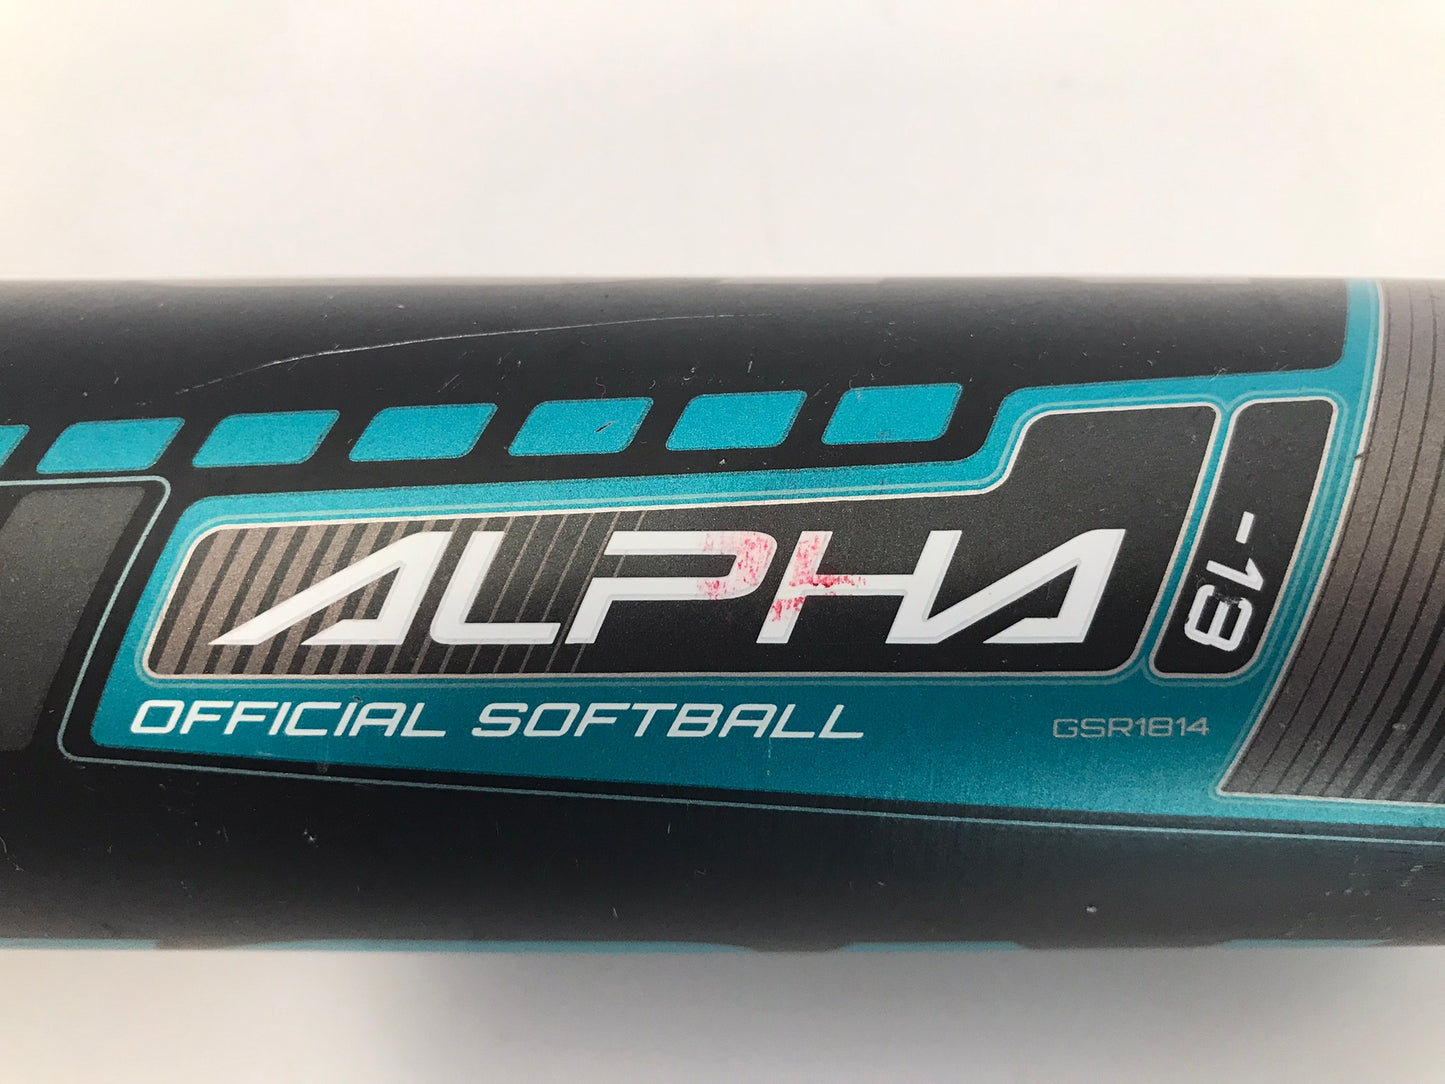 ALPHA
-13
OFFICIAL SOFTBALL
GSR1814